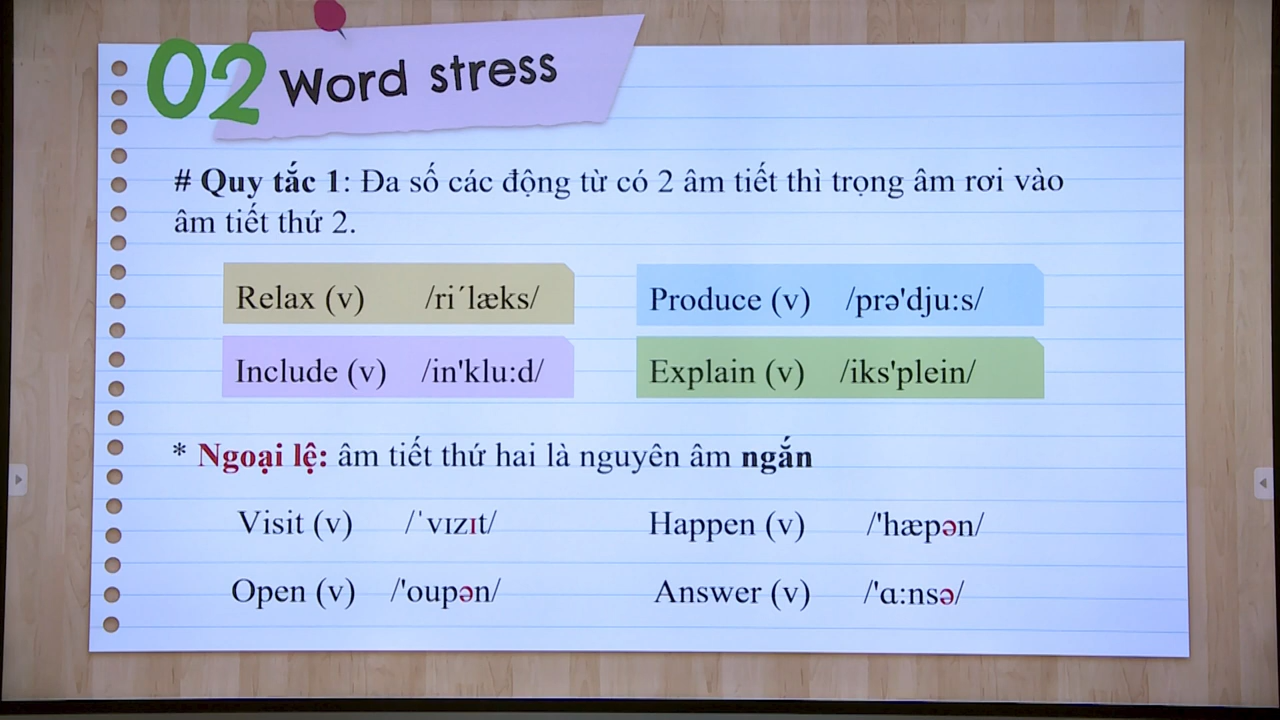 02 Word stress
# Quy tắc 1: Đa số các động từ có 2 âm tiết thì trọng âm rơi vào
âm tiết thứ 2.
Relax (v) /ri´læks/ Produce (v) /prə'dju:s/
Include (v) /in'klu:d/ Explain (v) /iks'plein/
* Ngoại lệ: âm tiết thứ hai là nguyên âm ngắn
Visit (v) /ˈvɪzɪt/ Happen (v) /'hæpən/
Open (v) /'oupən/ Answer (v) /'ɑ:nsə/